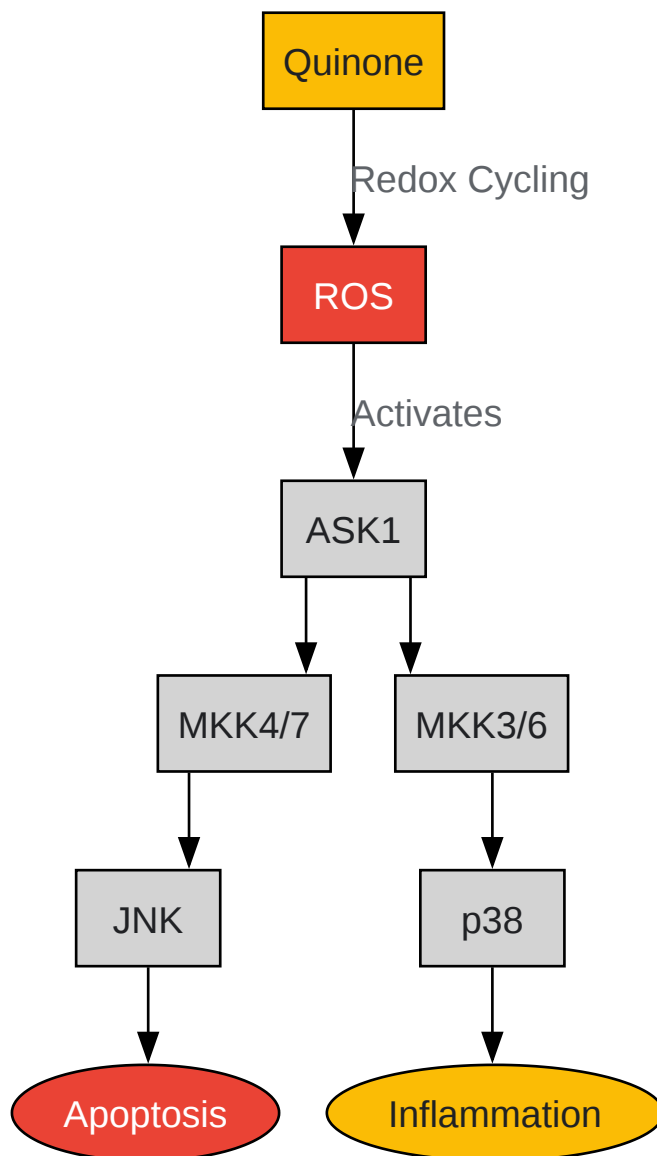 Quinone
Redox Cycling
ROS
Activates
ASK1
MKK4/7
MKK3/6
JNK
p38
Apoptosis
Inflammation